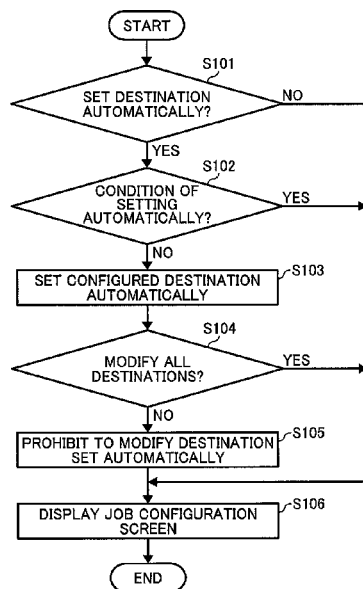 START
S101
SET DESTINATION
AUTOMATICALLY?
NO
YES
S102
CONDITION OF
SETTING
AUTOMATICALLY?
YES
NO
S103
SET CONFIGURED DESTINATION
AUTOMATICALLY
S104
MODIFY ALL
DESTINATIONS?
YES
NO
S105
PROHIBIT TO MODIFY DESTINATION
SET AUTOMATICALLY
S106
DISPLAY JOB CONFIGURATION
SCREEN
END